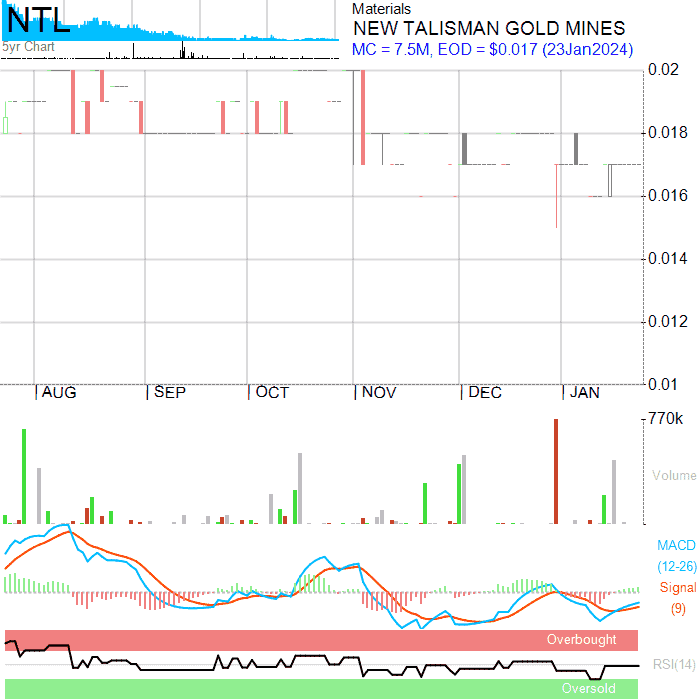 NTL
5yr Chart
Materials
NEW TALISMAN GOLD MINES
MC = 7.5M, EOD = $0.017 (23Jan2024)
0.02
0.018
0.016
0.014
0.012
0.01
AUG SEP OCT NOV DEC JAN
770k
Volume
MACD
(12-26)
Signal
(9)
Overbought
RSI(14)
Oversold